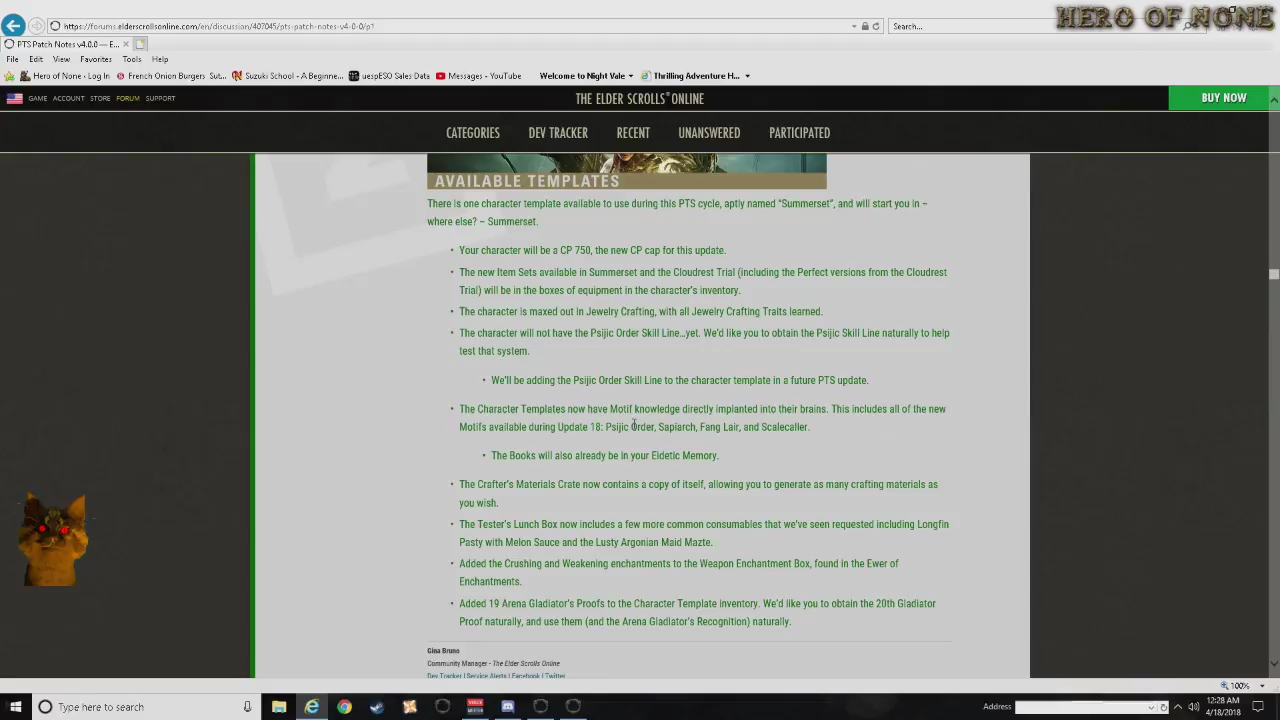 HERO OF NONE
https://forums.elderscrollsonline.com/en/discussion/407045/pts-patch-notes-v4-0-0/p1
Search...
PTS Patch Notes v4.0.0 — E...
File Edit View Favorites Tools Help
Hero of None - Log In French Onion Burgers - Sut... Suzuki School - A Beginne... uespESO Sales Data Messages - YouTube Welcome to Night Vale Thrilling Adventure H...
GAME ACCOUNT STORE FORUM SUPPORT
THE ELDER SCROLLS ONLINE
BUY NOW
CATEGORIES DEV TRACKER RECENT UNANSWERED PARTICIPATED
AVAILABLE TEMPLATES
There is one character template available to use during this PTS cycle, aptly named “Summerset”, and will start you in –
where else? – Summerset.
• Your character will be a CP 750, the new CP cap for this update.
• The new Item Sets available in Summerset and the Cloudrest Trial (including the Perfect versions from the Cloudrest
Trial) will be in the boxes of equipment in the character’s inventory.
• The character is maxed out in Jewelry Crafting, with all Jewelry Crafting Traits learned.
• The character will not have the Psijic Order Skill Line…yet. We’d like you to obtain the Psijic Skill Line naturally to help
test that system.
• We’ll be adding the Psijic Order Skill Line to the character template in a future PTS update.
• The Character Templates now have Motif knowledge directly implanted into their brains. This includes all of the new
Motifs available during Update 18: Psijic Order, Sapiarch, Fang Lair, and Scalecaller.
• The Books will also already be in your Eidetic Memory.
• The Crafter’s Materials Crate now contains a copy of itself, allowing you to generate as many crafting materials as
you wish.
• The Tester’s Lunch Box now includes a few more common consumables that we’ve seen requested including Longfin
Pasty with Melon Sauce and the Lusty Argonian Maid Mazte.
• Added the Crushing and Weakening enchantments to the Weapon Enchantment Box, found in the Ewer of
Enchantments.
• Added 19 Arena Gladiator’s Proofs to the Character Template inventory. We’d like you to obtain the 20th Gladiator
Proof naturally, and use them (and the Arena Gladiator’s Recognition) naturally.
Gina Bruno
Community Manager - The Elder Scrolls Online
Dev Tracker | Service Alerts | Facebook | Twitter
100%
Type here to search
Address
12:28 AM
4/18/2018